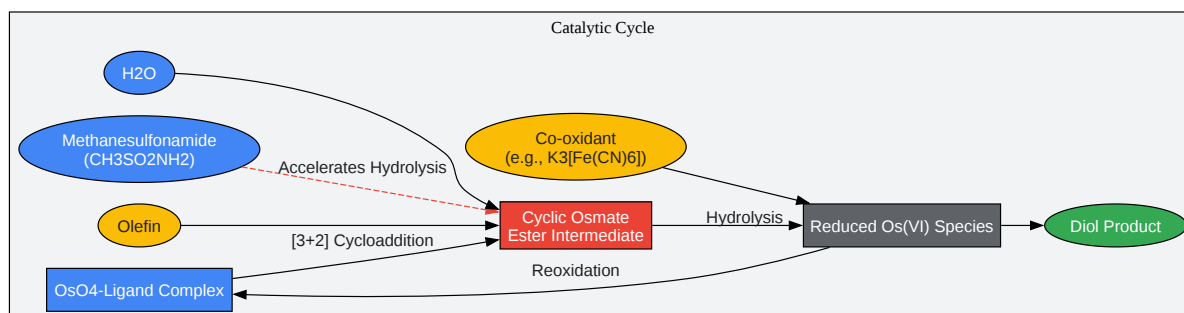 Catalytic Cycle
H2O
Methanesulfonamide
(CH3SO2NH2)
Accelerates Hydrolysis
Co-oxidant
(e.g., K3[Fe(CN)6])
Olefin
[3+2] Cycloaddition
Cyclic Osmate
Ester Intermediate
Hydrolysis
Reduced Os(VI) Species
Diol Product
OsO4-Ligand Complex
Reoxidation